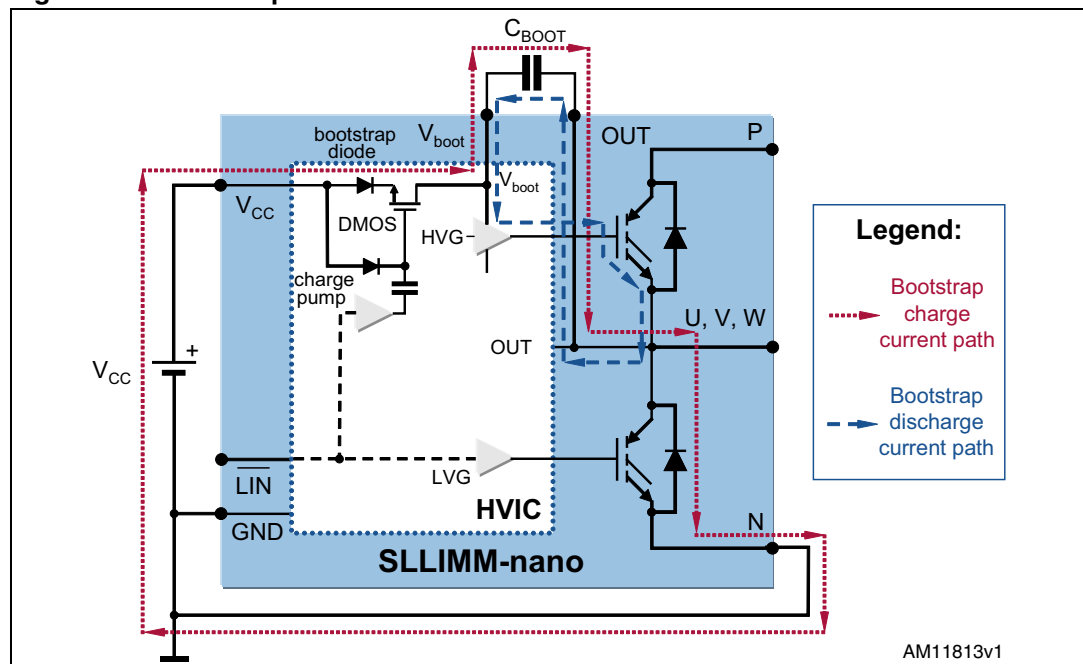 C_BOOT
V_boot
bootstrap
diode
OUT
P
V_boot
V_CC
DMOS
HVG
charge
pump
Legend:
Bootstrap
charge
current path
U, V, W
OUT
+
V_CC
Bootstrap
discharge
current path
LIN
LVG
HVIC
GND
N
SLLIMM-nano
AM11813v1